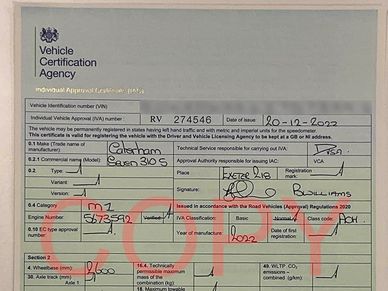 Vehicle
Certification
Agency
Individual Approval Certificate (IVA)
Vehicle Identification number (VIN)
Individual Vehicle Approval (IVA) number: RV 274546 Date of issue: 20-12-2022
The vehicle may be permanently registered in states having left hand traffic and with metric and imperial units for the speedometer.
This certificate is valid for registering the vehicle with the Driver and Vehicle Licensing Agency to be kept at a GB or NI address.
0.1 Make (Trade name of manufacturer) Caterham Technical Service responsible for carrying out IVA:
0.2.1 Commercial name (Model): Seven 310 S Approval Authority responsible for issuing IAC: VCA
0.2. Type: Place Exeter Registration mark:
Variant:
Version: Signature: B Williams
0.4 Category M1 Issued in accordance with the Road Vehicles (Approval) Regulations 2020
Engine Number: 5673592 Verified IVA Classification: Basic Normal Class code:
0.10 EC type approval number: Year of manufacture: 2022 Date of first registration:
Section 2
4. Wheelbase (mm) 16.4. Technically permissible maximum mass of the combination (kg) 49. WLTP CO₂ emissions – combined (g/km):
38. Axle track (mm) Axle 1
18. Maximum towable
COPY